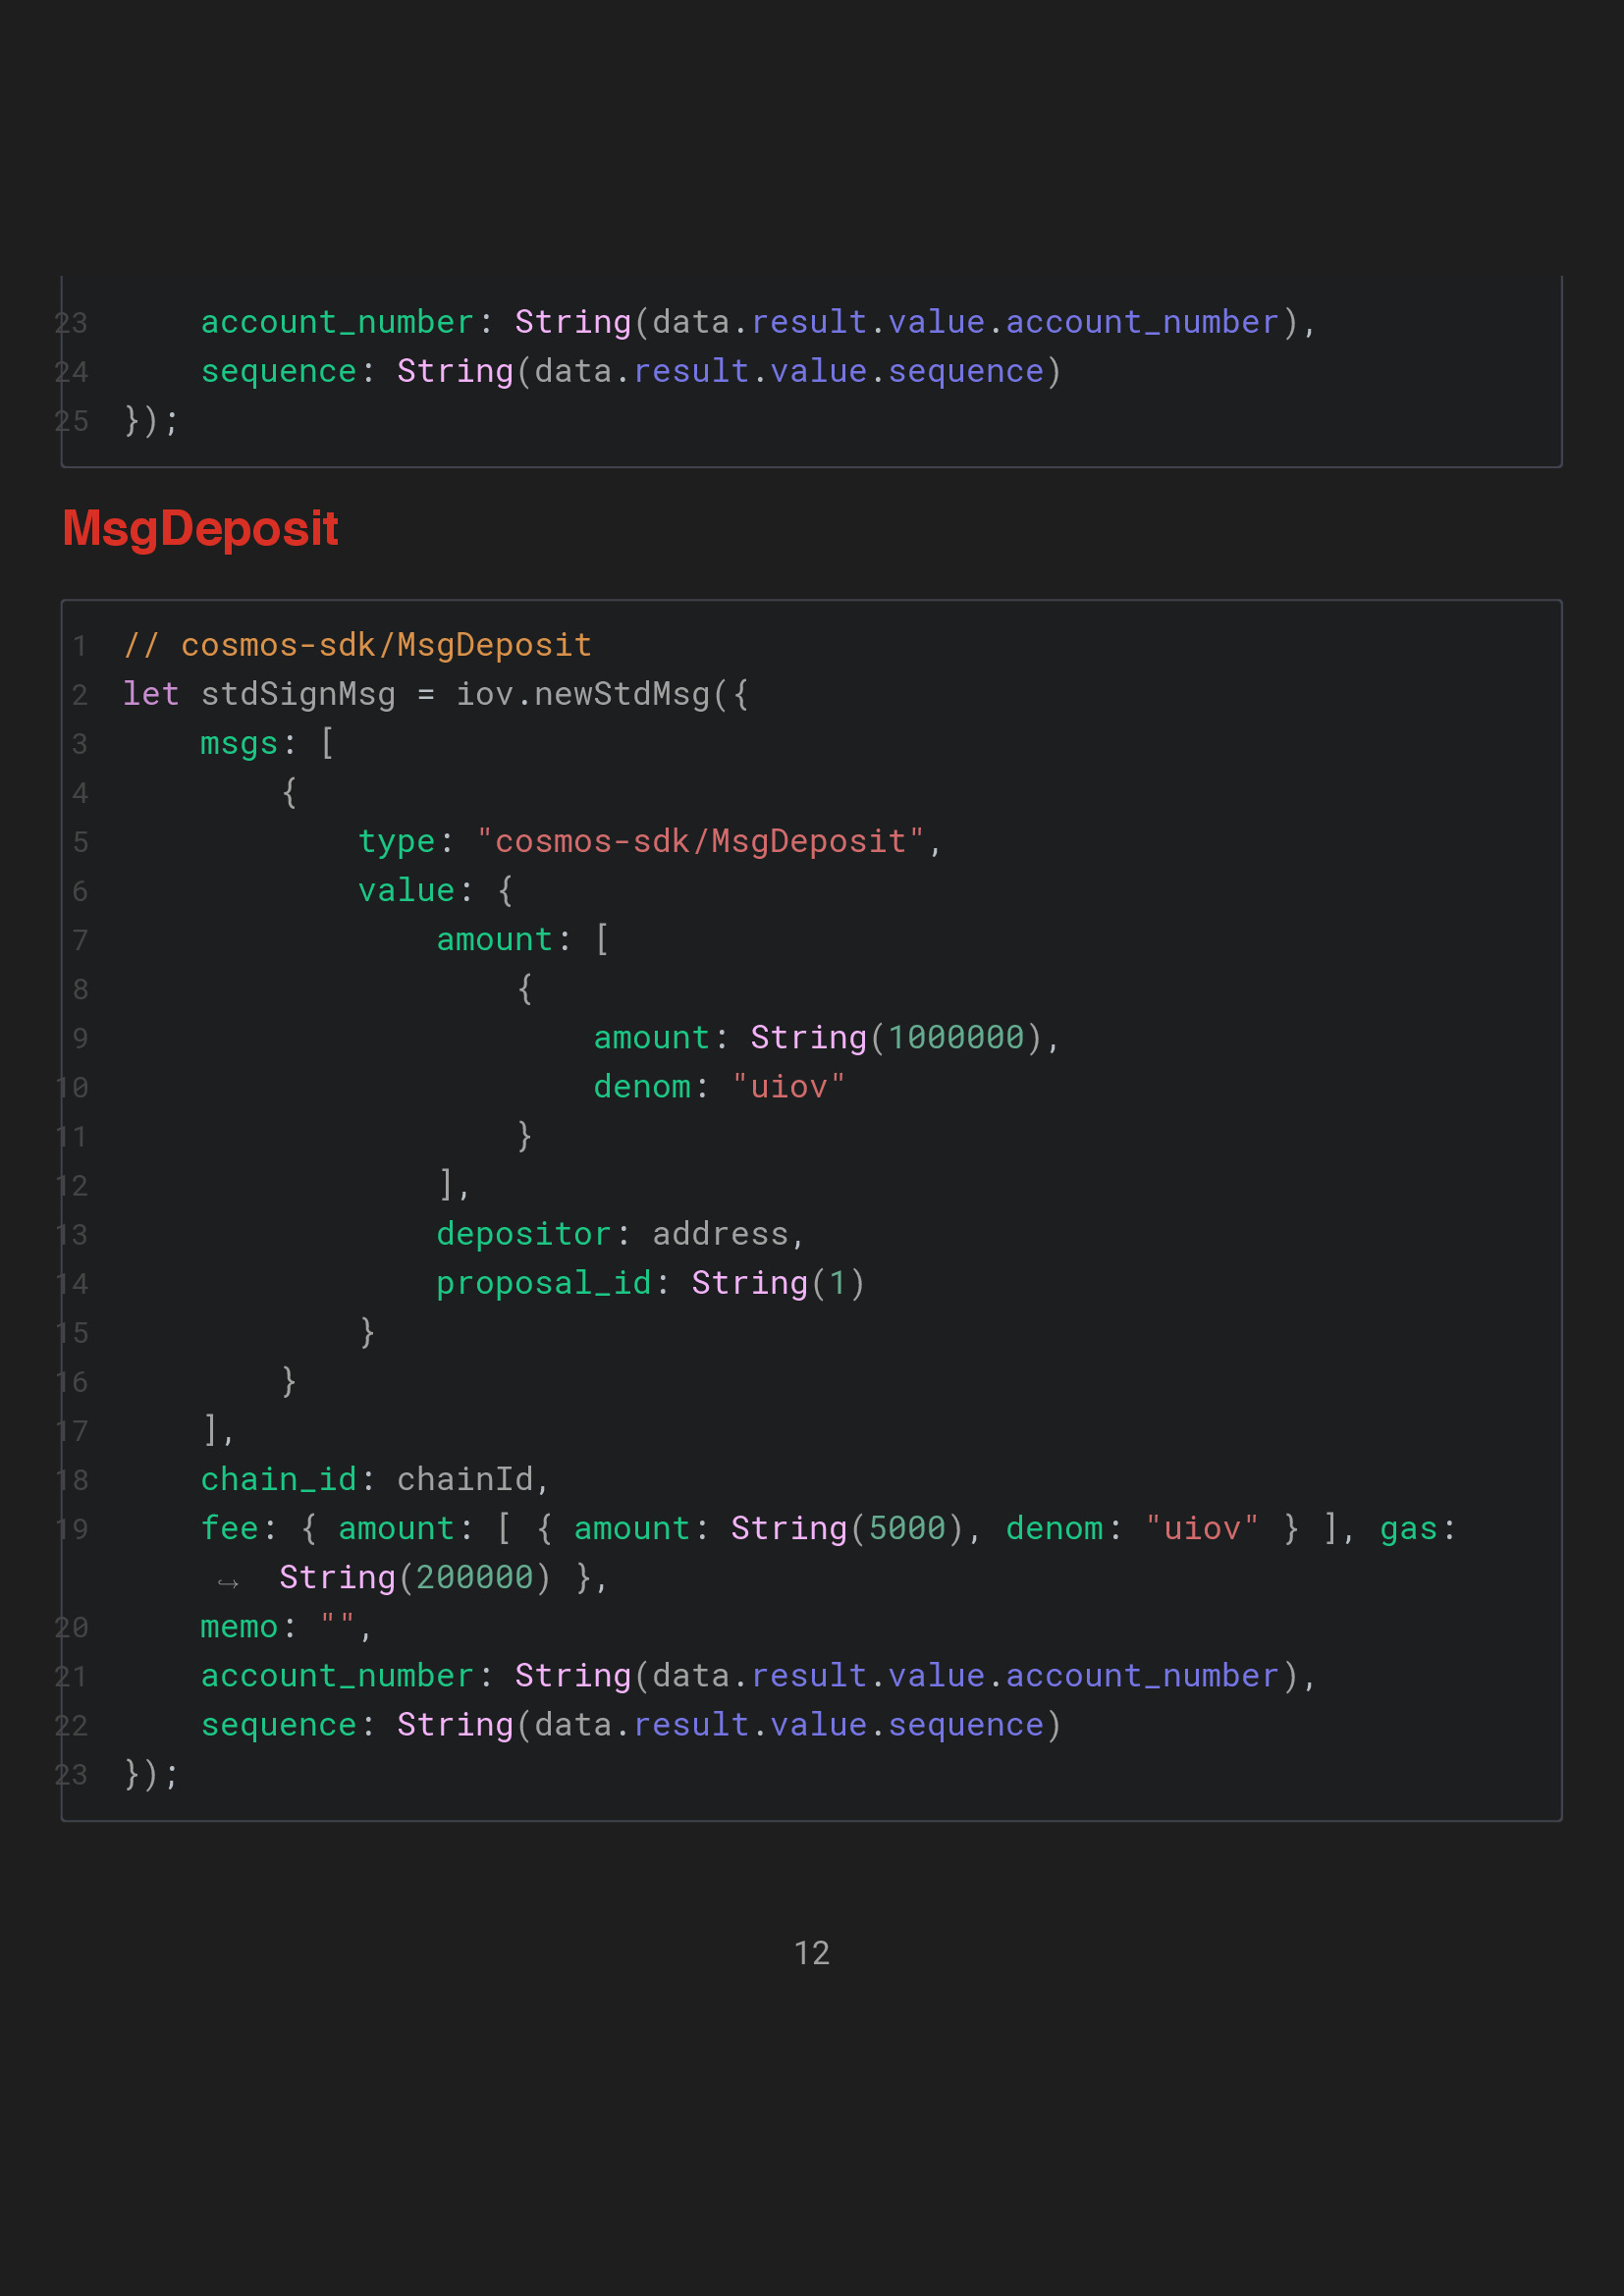 23    account_number: String(data.result.value.account_number),
24    sequence: String(data.result.value.sequence)
25 });
MsgDeposit
1 // cosmos-sdk/MsgDeposit
2 let stdSignMsg = iov.newStdMsg({
3     msgs: [
4         {
5             type: "cosmos-sdk/MsgDeposit",
6             value: {
7                 amount: [
8                     {
9                         amount: String(1000000),
10                         denom: "uiov"
11                     }
12                 ],
13                 depositor: address,
14                 proposal_id: String(1)
15             }
16         }
17     ],
18     chain_id: chainId,
19     fee: { amount: [ { amount: String(5000), denom: "uiov" } ], gas:
↪ String(200000) },
20     memo: "",
21     account_number: String(data.result.value.account_number),
22     sequence: String(data.result.value.sequence)
23 });
12